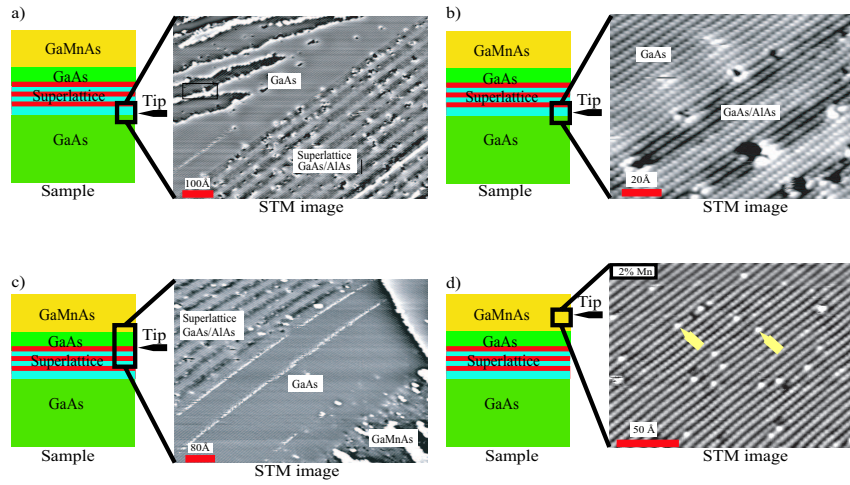 a)
GaMnAs
GaAs
Superlattice
GaAs
Sample
Tip
GaAs
Superlattice
GaAs/AlAs
100Å
STM image
b)
GaMnAs
GaAs
Superlattice
GaAs
Sample
Tip
GaAs
GaAs/AlAs
20Å
STM image
c)
GaMnAs
GaAs
Superlattice
GaAs
Sample
Tip
Superlattice
GaAs/AlAs
GaAs
GaMnAs
80Å
STM image
d)
GaMnAs
GaAs
Superlattice
GaAs
Sample
Tip
2% Mn
50 Å
STM image